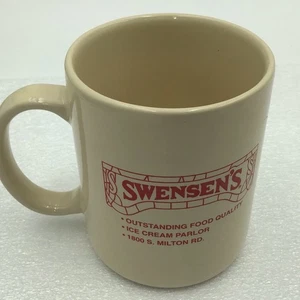 SWENSEN'S
• OUTSTANDING FOOD QUALITY
• ICE CREAM PARLOR
• 1800 S. MILTON RD.